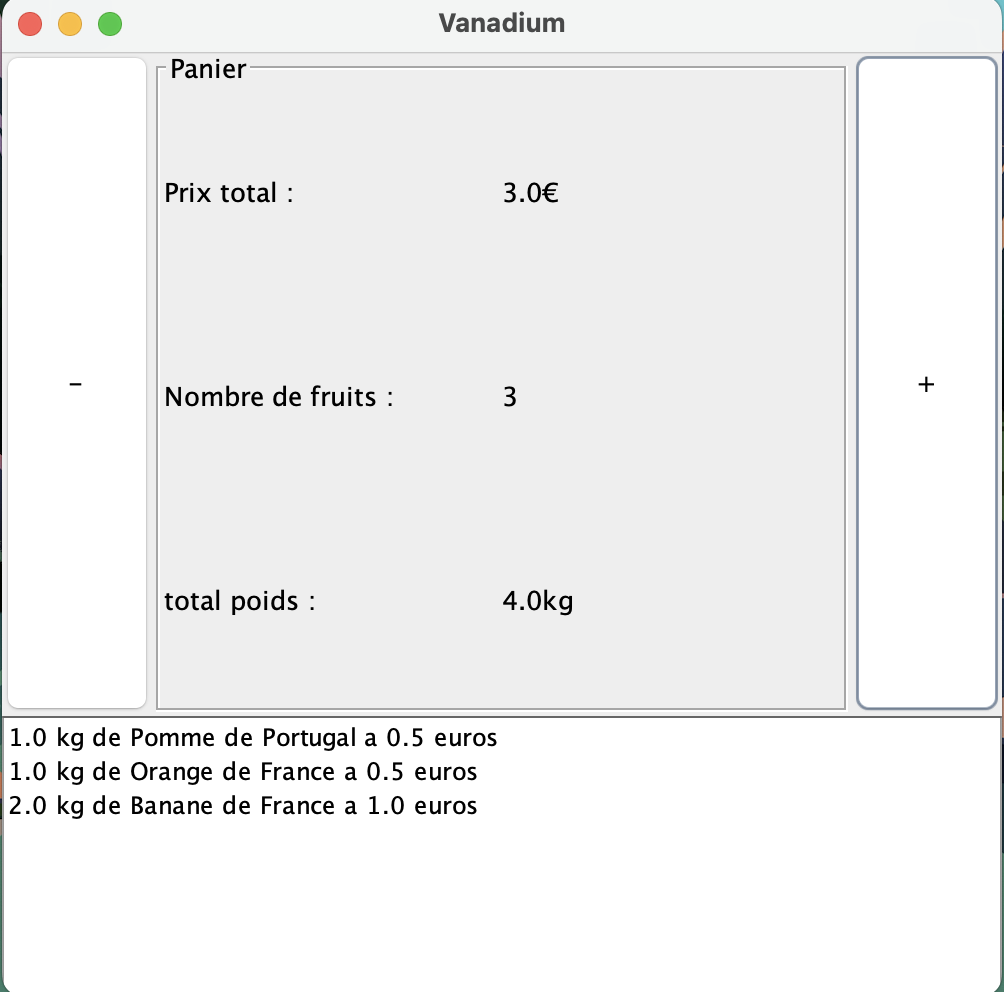 Vanadium
Panier
Prix total : 3.0€
-
Nombre de fruits : 3
+
total poids : 4.0kg
1.0 kg de Pomme de Portugal a 0.5 euros
1.0 kg de Orange de France a 0.5 euros
2.0 kg de Banane de France a 1.0 euros